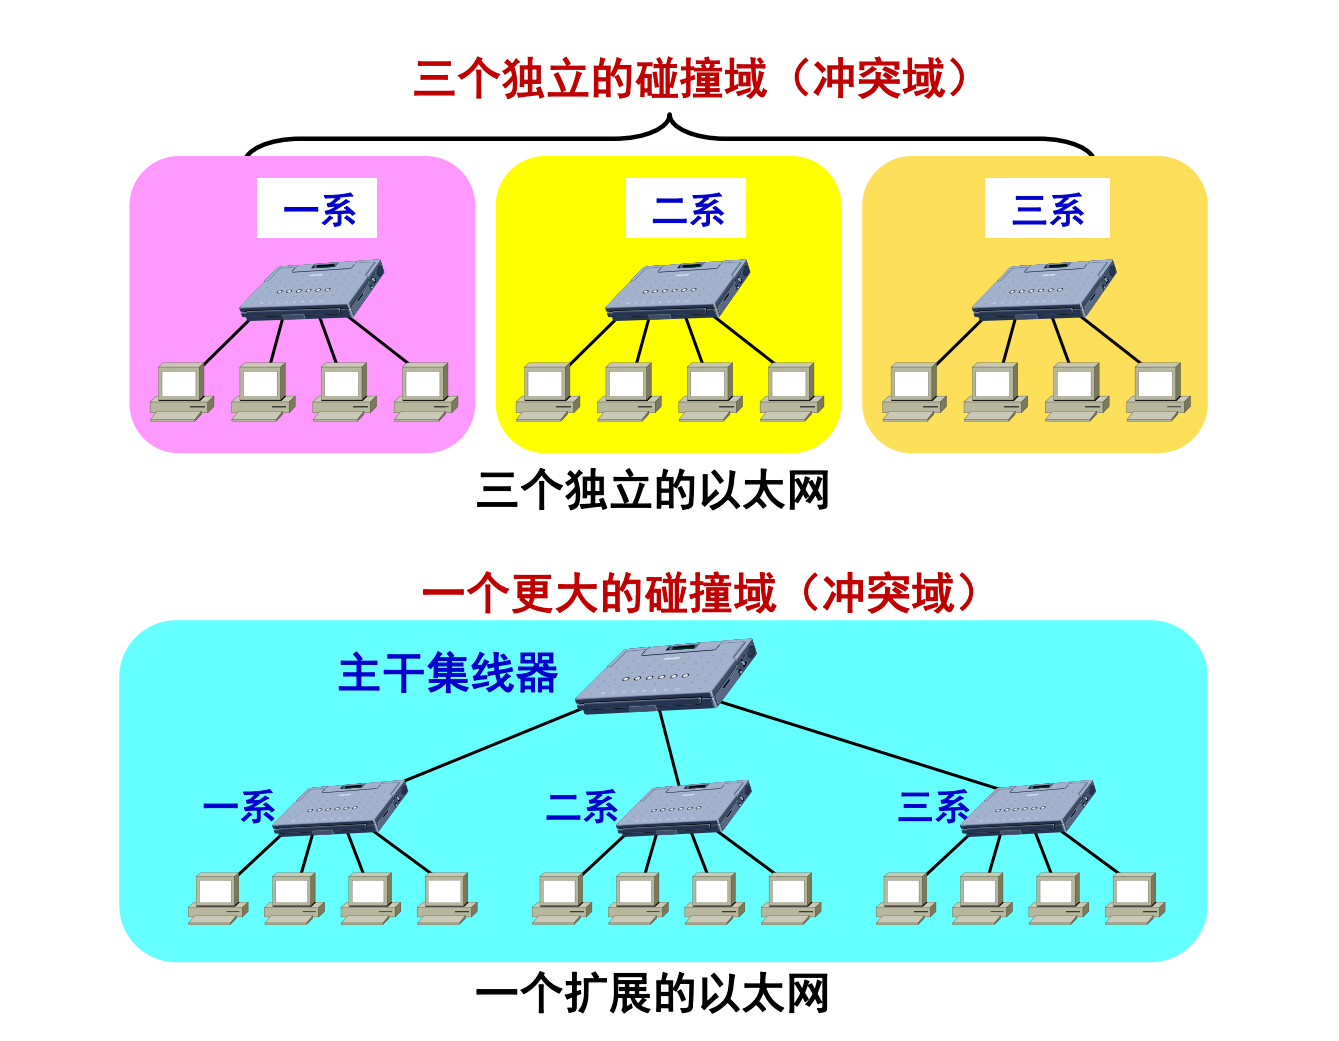 三个独立的碰撞域（冲突域）
一系
二系
三系
三个独立的以太网
一个更大的碰撞域（冲突域）
主干集线器
一系
二系
三系
一个扩展的以太网